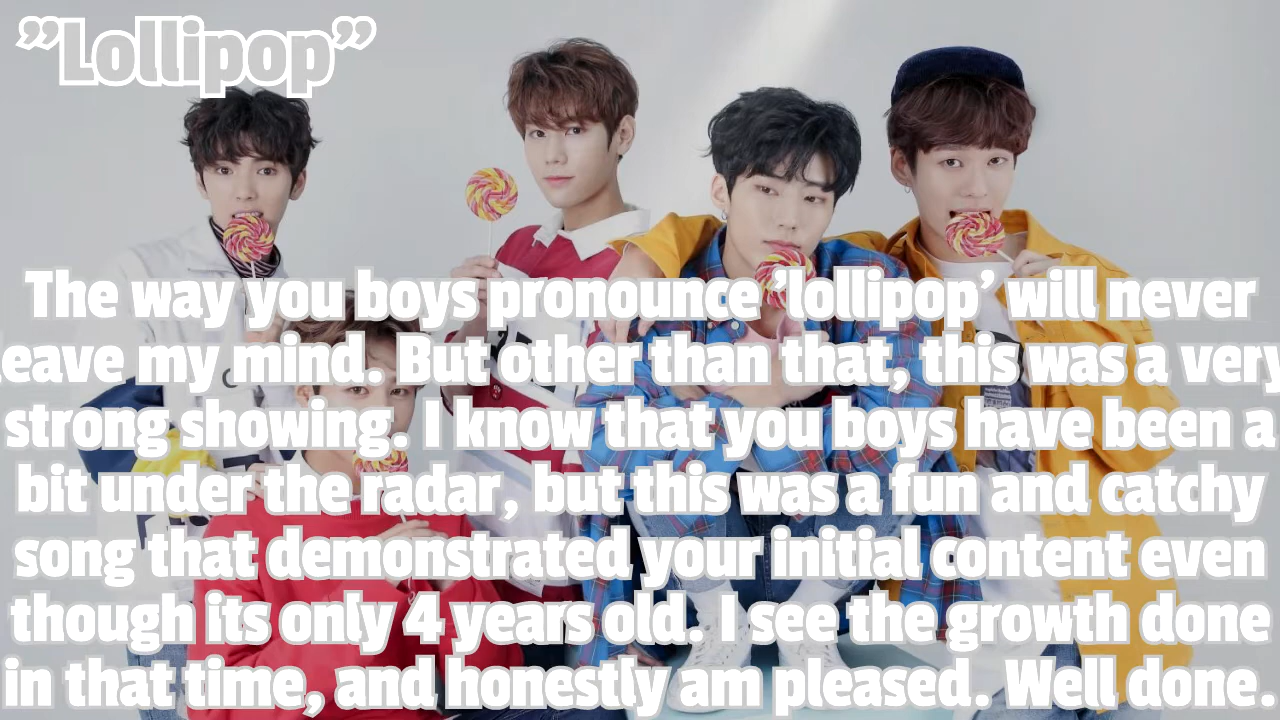 ”Lollipop”
The way you boys pronounce ’lollipop’ will never
leave my mind. But other than that, this was a very
strong showing. I know that you boys have been a
bit under the radar, but this was a fun and catchy
song that demonstrated your initial content even
though its only 4 years old. I see the growth done
in that time, and honestly am pleased. Well done.